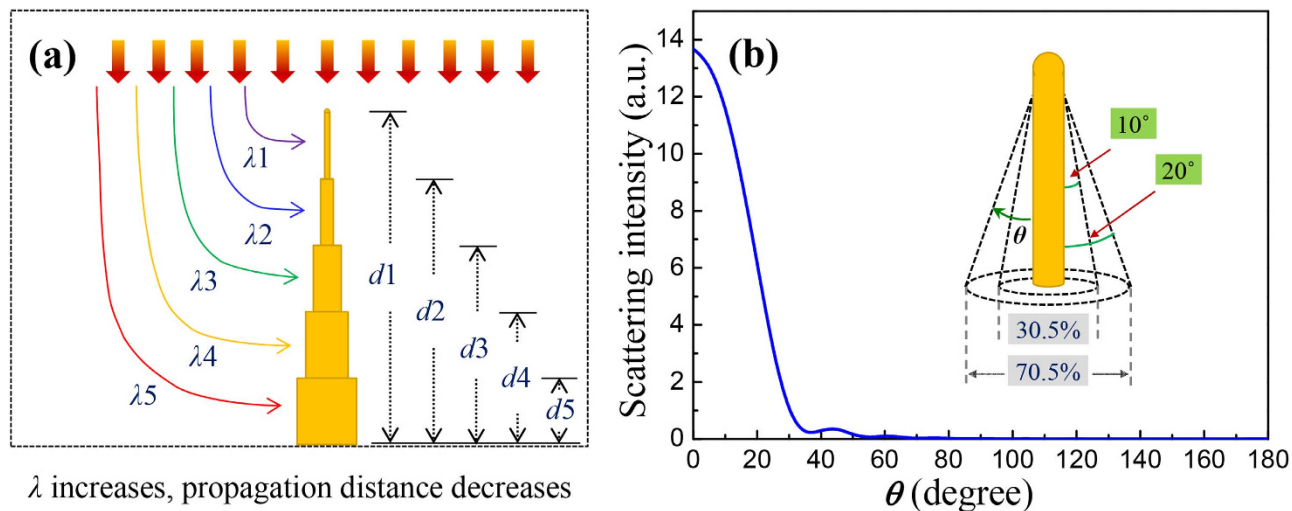 (a)
λ1
λ2
λ3
λ4
λ5
d1
d2
d3
d4
d5
λ increases, propagation distance decreases
(b)
Scattering intensity (a.u.)
14
12
10
8
6
4
2
0
0 20 40 60 80 100 120 140 160 180
θ (degree)
10°
20°
θ
30.5%
70.5%